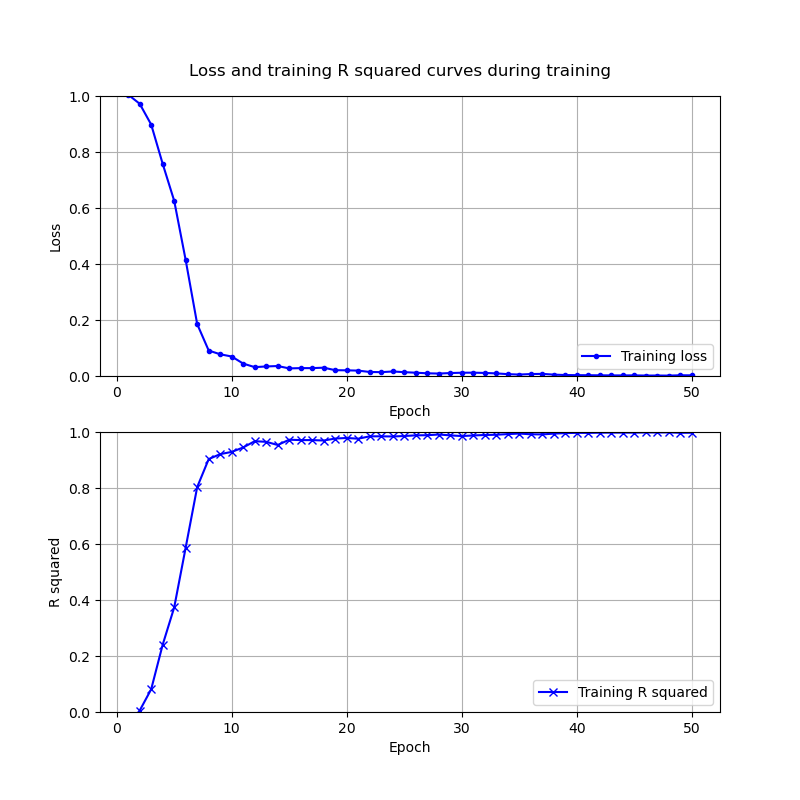 Loss and training R squared curves during training
1.0
0.8
0.6
0.4
0.2
0.0
Loss
Training loss
0 10 20 30 40 50
Epoch
1.0
0.8
0.6
0.4
0.2
0.0
R squared
Training R squared
0 10 20 30 40 50
Epoch